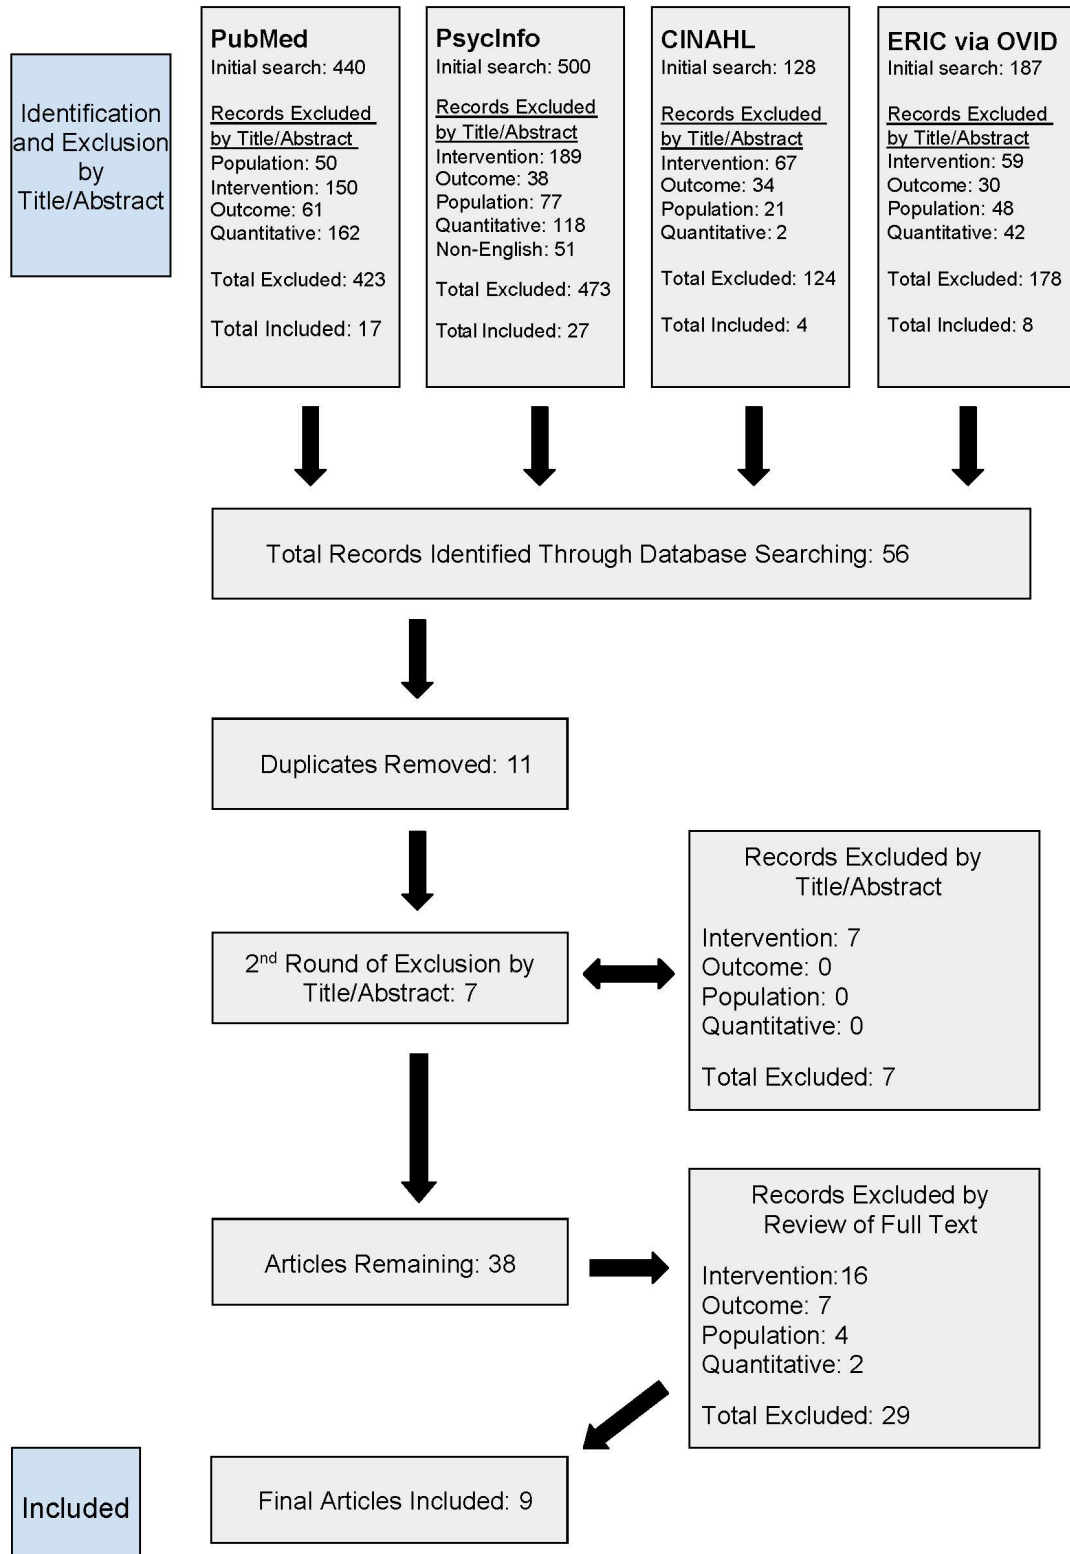 Identification
and Exclusion
by
Title/Abstract
PubMed
Initial search: 440
Records Excluded
by Title/Abstract
Population: 50
Intervention: 150
Outcome: 61
Quantitative: 162
Total Excluded: 423
Total Included: 17
PsycInfo
Initial search: 500
Records Excluded
by Title/Abstract
Intervention: 189
Outcome: 38
Population: 77
Quantitative: 118
Non-English: 51
Total Excluded: 473
Total Included: 27
CINAHL
Initial search: 128
Records Excluded
by Title/Abstract
Intervention: 67
Outcome: 34
Population: 21
Quantitative: 2
Total Excluded: 124
Total Included: 4
ERIC via OVID
Initial search: 187
Records Excluded
by Title/Abstract
Intervention: 59
Outcome: 30
Population: 48
Quantitative: 42
Total Excluded: 178
Total Included: 8
Total Records Identified Through Database Searching: 56
Duplicates Removed: 11
2nd Round of Exclusion by
Title/Abstract: 7
Records Excluded by
Title/Abstract
Intervention: 7
Outcome: 0
Population: 0
Quantitative: 0
Total Excluded: 7
Articles Remaining: 38
Records Excluded by
Review of Full Text
Intervention:16
Outcome: 7
Population: 4
Quantitative: 2
Total Excluded: 29
Included
Final Articles Included: 9